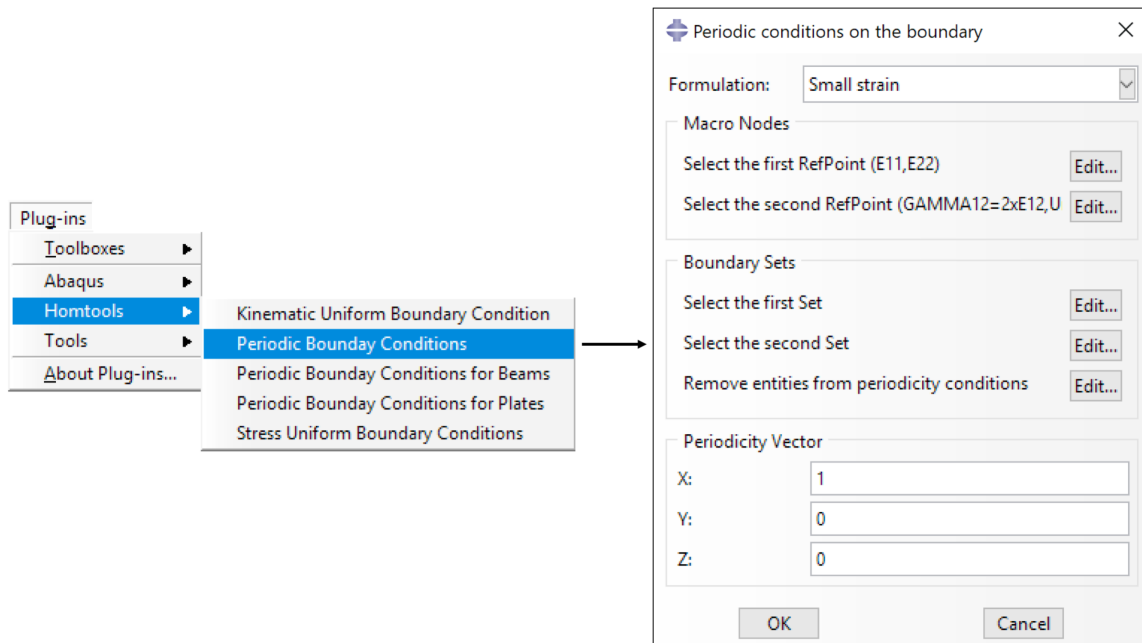 Plug-ins
Toolboxes
Abaqus
Homtools
Tools
About Plug-ins...
Kinematic Uniform Boundary Condition
Periodic Bounday Conditions
Periodic Bounday Conditions for Beams
Periodic Bounday Conditions for Plates
Stress Uniform Boundary Conditions
Periodic conditions on the boundary
Formulation: Small strain
Macro Nodes
Select the first RefPoint (E11,E22) Edit...
Select the second RefPoint (GAMMA12=2xE12,U Edit...
Boundary Sets
Select the first Set Edit...
Select the second Set Edit...
Remove entities from periodicity conditions Edit...
Periodicity Vector
X: 1
Y: 0
Z: 0
OK Cancel